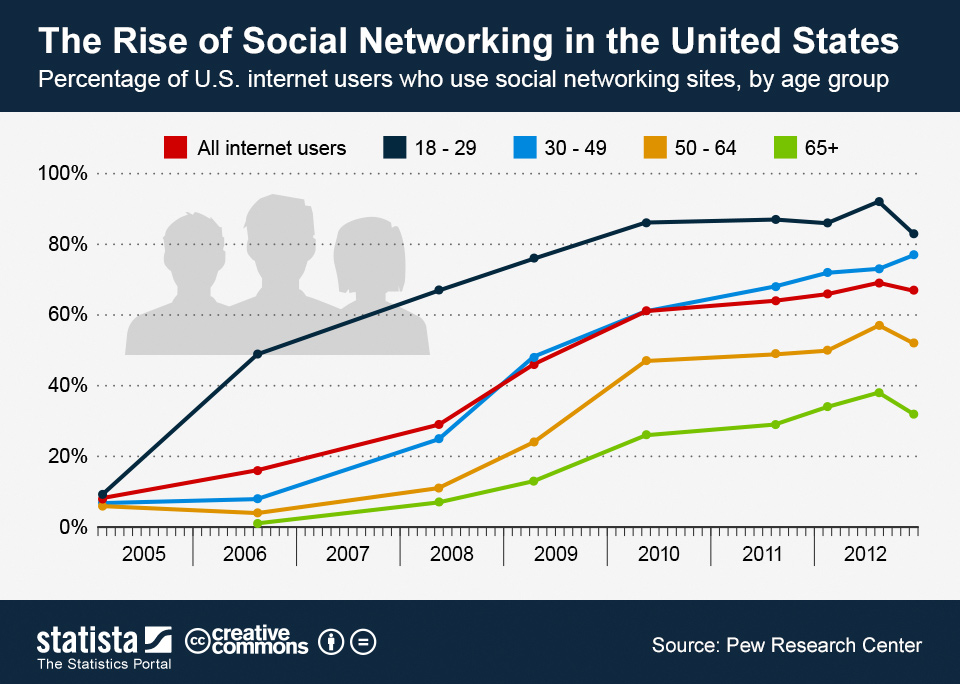 The Rise of Social Networking in the United States
Percentage of U.S. internet users who use social networking sites, by age group
All internet users 18 - 29 30 - 49 50 - 64 65+
100%
80%
60%
40%
20%
0%
2005 2006 2007 2008 2009 2010 2011 2012
statista
The Statistics Portal
cc creative
commons
=
Source: Pew Research Center